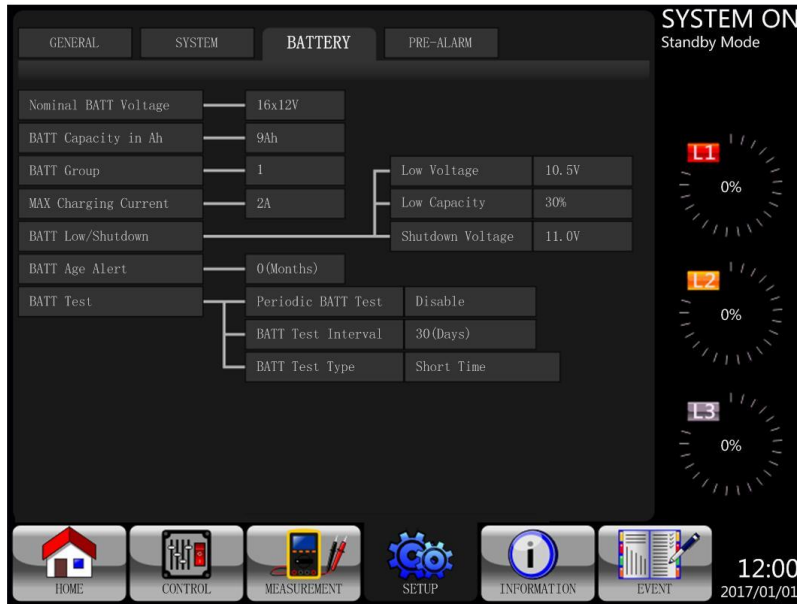 SYSTEM ON
Standby Mode
GENERAL SYSTEM BATTERY PRE-ALARM
Nominal BATT Voltage 16x12V
BATT Capacity in Ah 9Ah
BATT Group 1 Low Voltage 10.5V
MAX Charging Current 2A Low Capacity 30%
BATT Low/Shutdown Shutdown Voltage 11.0V
BATT Age Alert 0(Months)
BATT Test Periodic BATT Test Disable
BATT Test Interval 30(Days)
BATT Test Type Short Time
L1
0%
L2
0%
L3
0%
HOME CONTROL MEASUREMENT SETUP INFORMATION EVENT
12:00
2017/01/01